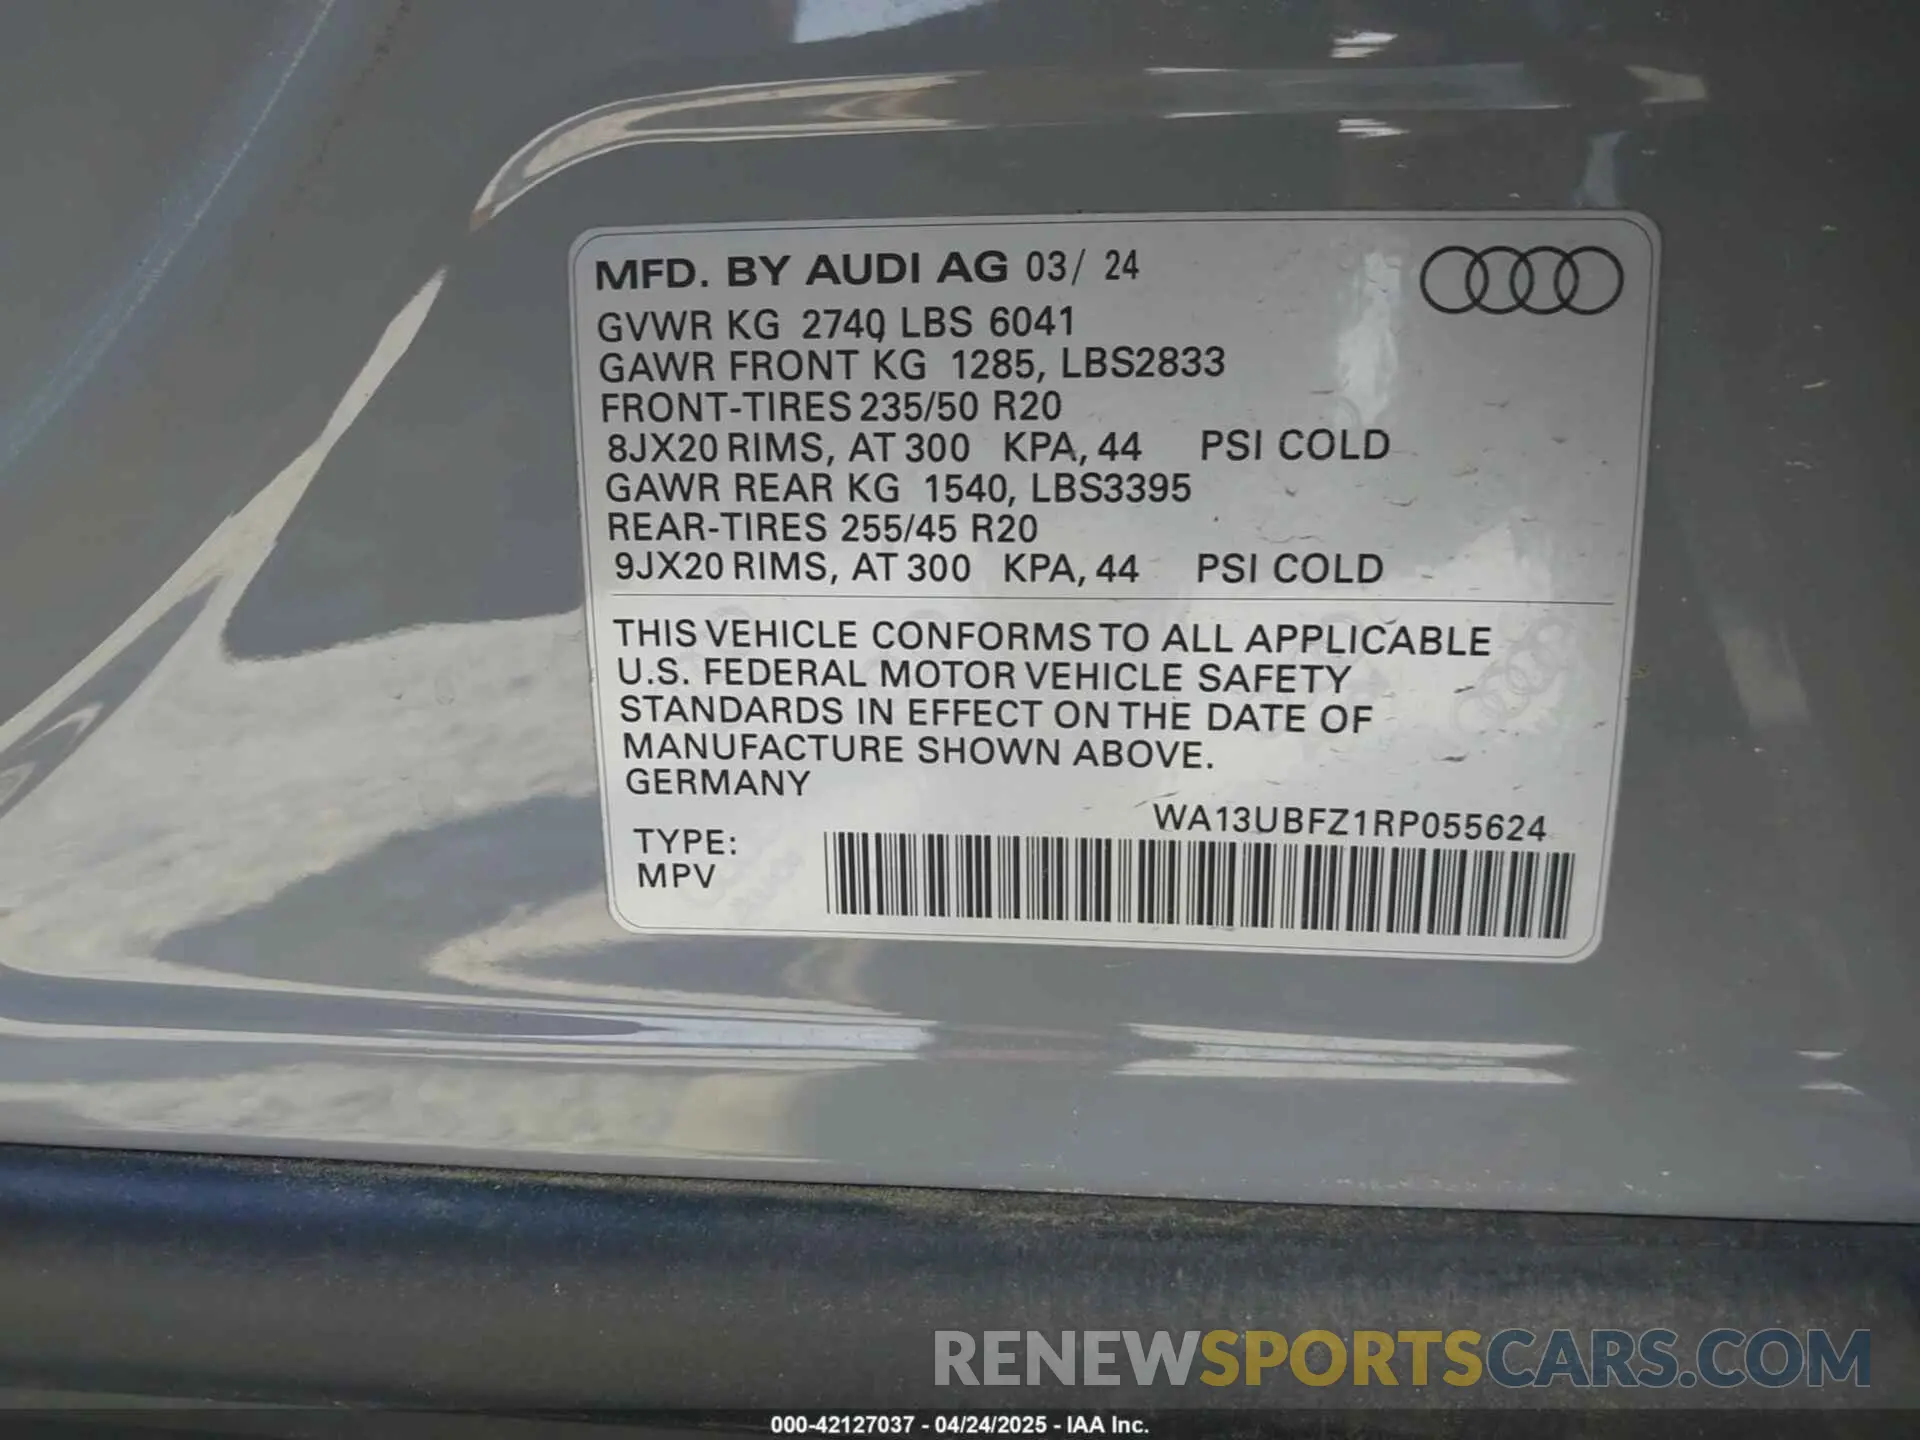 MFD. BY AUDI AG 03/ 24
GVWR KG 2740 LBS 6041
GAWR FRONT KG 1285, LBS2833
FRONT-TIRES 235/50 R20
8JX20 RIMS, AT 300 KPA, 44 PSI COLD
GAWR REAR KG 1540, LBS3395
REAR-TIRES 255/45 R20
9JX20 RIMS, AT 300 KPA, 44 PSI COLD
THIS VEHICLE CONFORMS TO ALL APPLICABLE
U.S. FEDERAL MOTOR VEHICLE SAFETY
STANDARDS IN EFFECT ON THE DATE OF
MANUFACTURE SHOWN ABOVE.
GERMANY
WA13UBFZ1RP055624
TYPE:
MPV
RENEWSPORTSCARS.COM
000-42127037 - 04/24/2025 - IAA Inc.